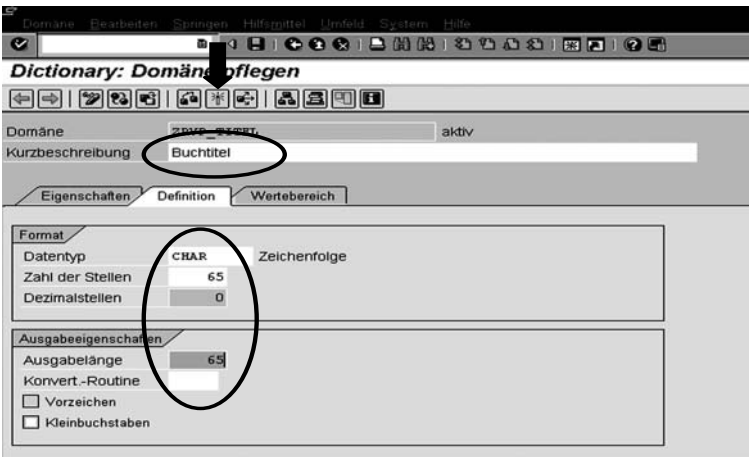 Domäne Bearbeiten Springen Hilfsmittel Umfeld System Hilfe
Dictionary: Domäne pflegen
Domäne ZPVP_TITEL aktiv
Kurzbeschreibung Buchtitel
Eigenschaften Definition Wertebereich
Format
Datentyp CHAR Zeichenfolge
Zahl der Stellen 65
Dezimalstellen 0
Ausgabeeigenschaften
Ausgabelänge 65
Konvert.-Routine
Vorzeichen
Kleinbuchstaben